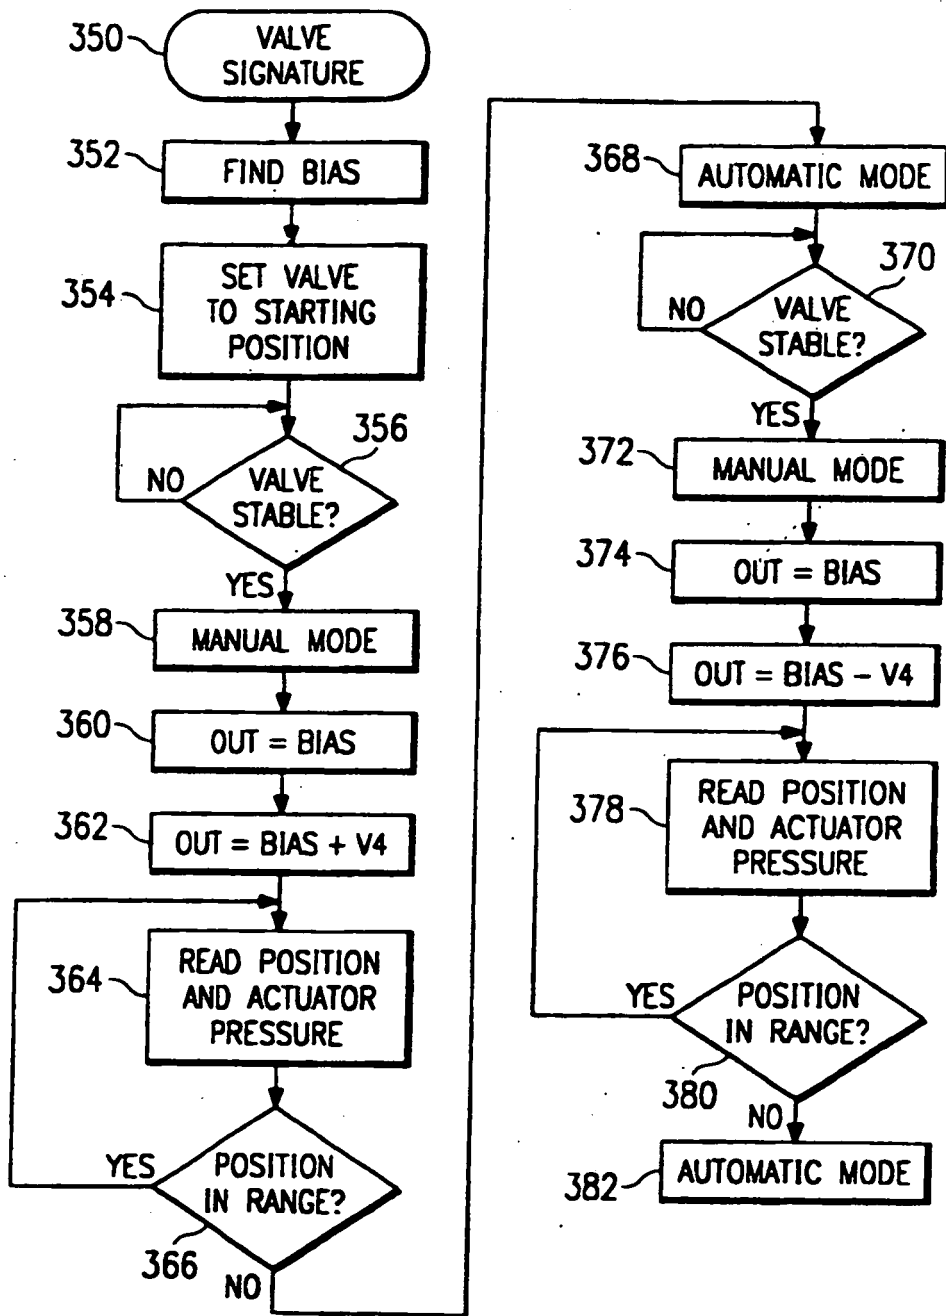 350
VALVE
SIGNATURE
352
FIND BIAS
354
SET VALVE
TO STARTING
POSITION
356
NO
VALVE
STABLE?
YES
358
MANUAL MODE
360
OUT = BIAS
362
OUT = BIAS + V4
364
READ POSITION
AND ACTUATOR
PRESSURE
YES
POSITION
IN RANGE?
366
NO
368
AUTOMATIC MODE
370
NO
VALVE
STABLE?
YES
372
MANUAL MODE
374
OUT = BIAS
376
OUT = BIAS - V4
378
READ POSITION
AND ACTUATOR
PRESSURE
YES
POSITION
IN RANGE?
380
NO
382
AUTOMATIC MODE